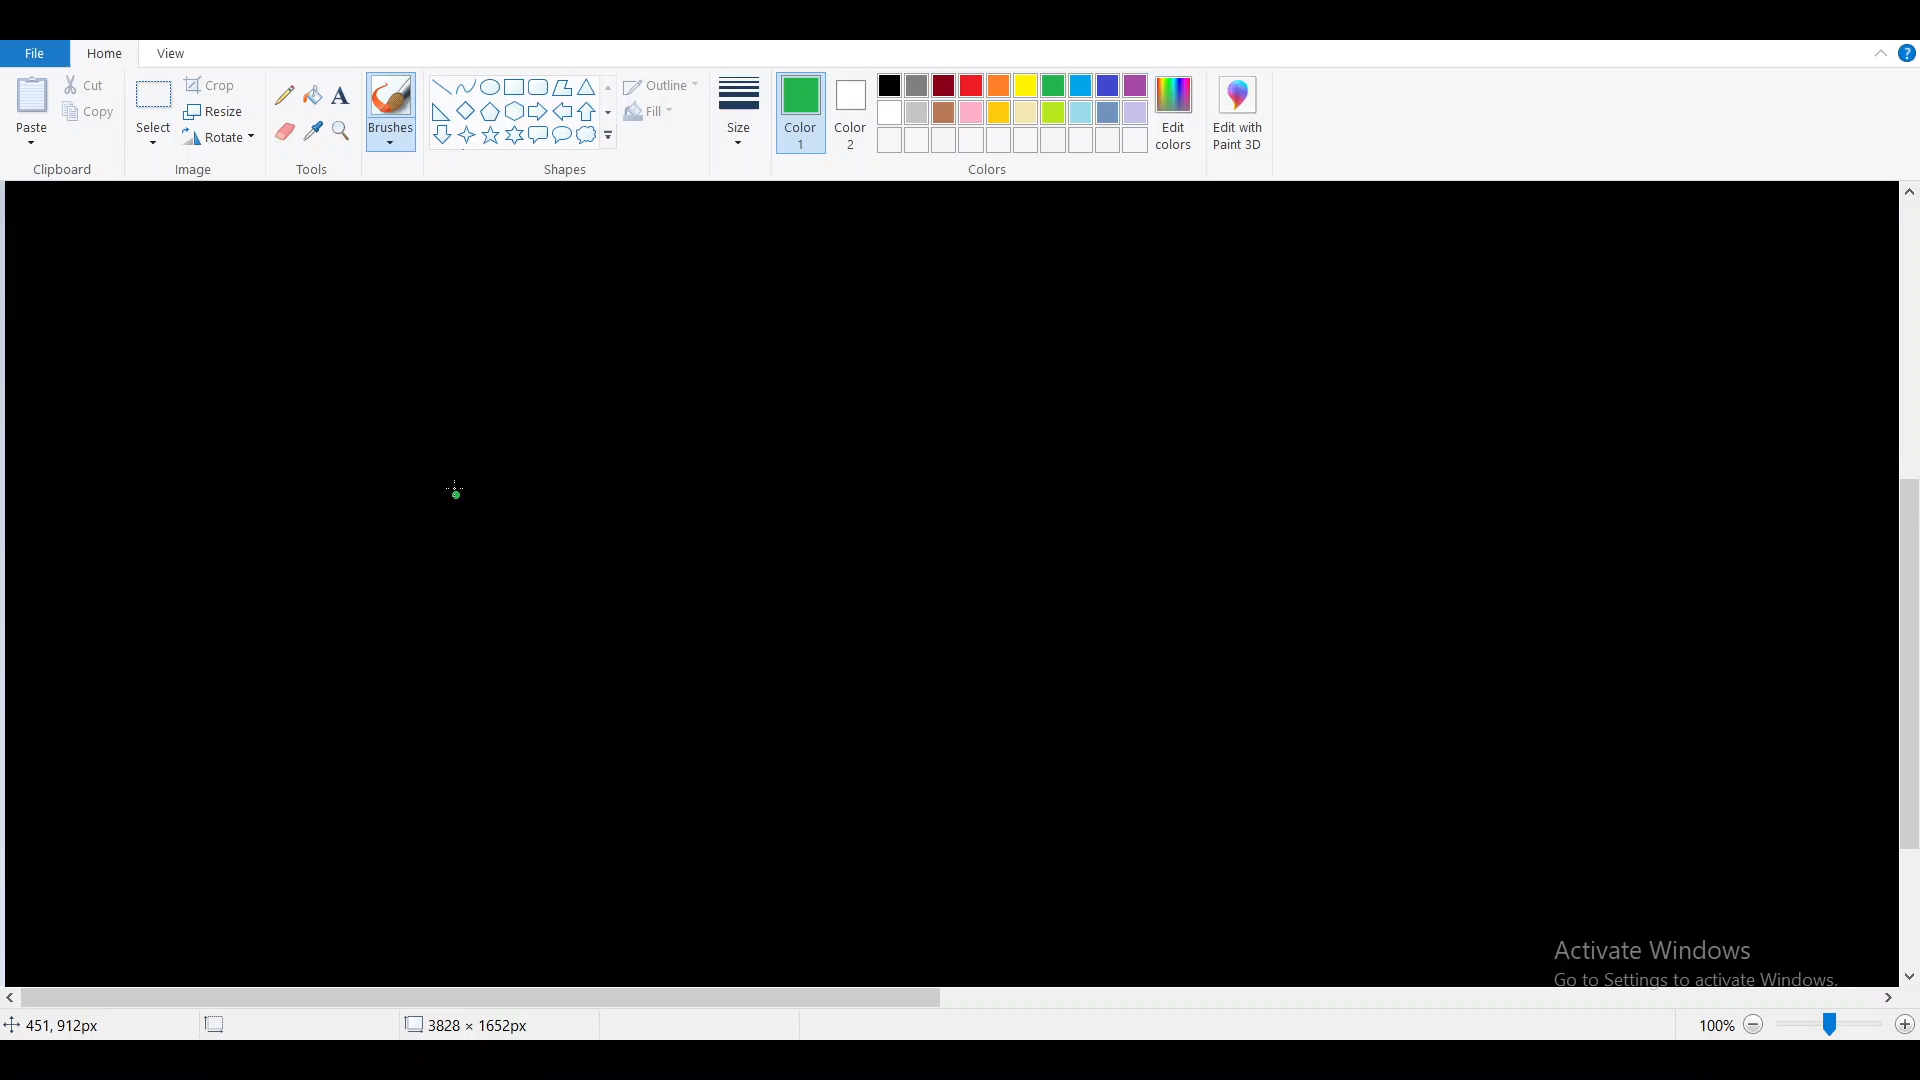 File Home View ?
Paste
Cut
Copy
Clipboard
Select
Crop
Resize
Rotate
Image
A
Tools
Brushes
Outline
Fill
Shapes
Size
Color
1
Color
2
Edit
colors
Colors
Edit with
Paint 3D
Activate Windows
Go to Settings to activate Windows.
451, 912px 3828 × 1652px 100%